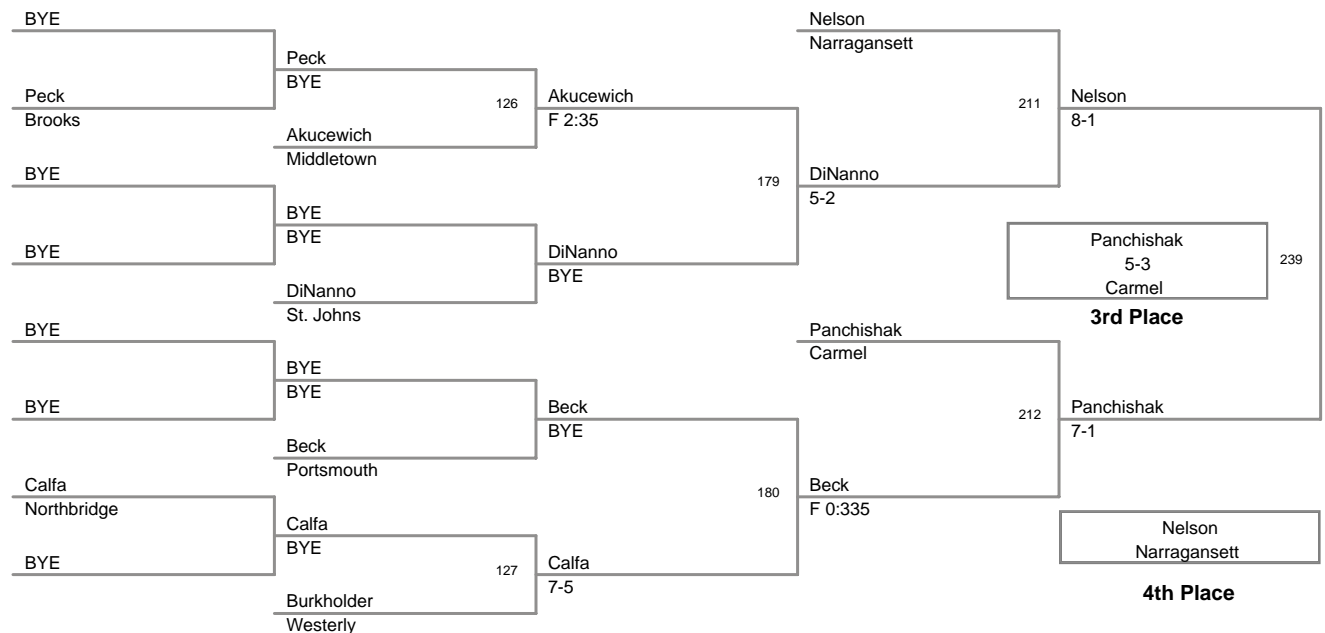 BYE
Peck
Brooks
BYE
BYE
BYE
BYE
Calfa
Northbridge
BYE
Peck
BYE
Akucewich
Middletown
BYE
BYE
DiNanno
St. Johns
BYE
BYE
Beck
Portsmouth
Calfa
BYE
Burkholder
Westerly
126
127
Akucewich
F 2:35
DiNanno
BYE
Beck
BYE
Calfa
7-5
179
180
Nelson
Narragansett
DiNanno
5-2
Panchishak
Carmel
Beck
F 0:335
211
212
Nelson
8-1
Panchishak
5-3
Carmel
239
3rd Place
Panchishak
7-1
Nelson
Narragansett
4th Place